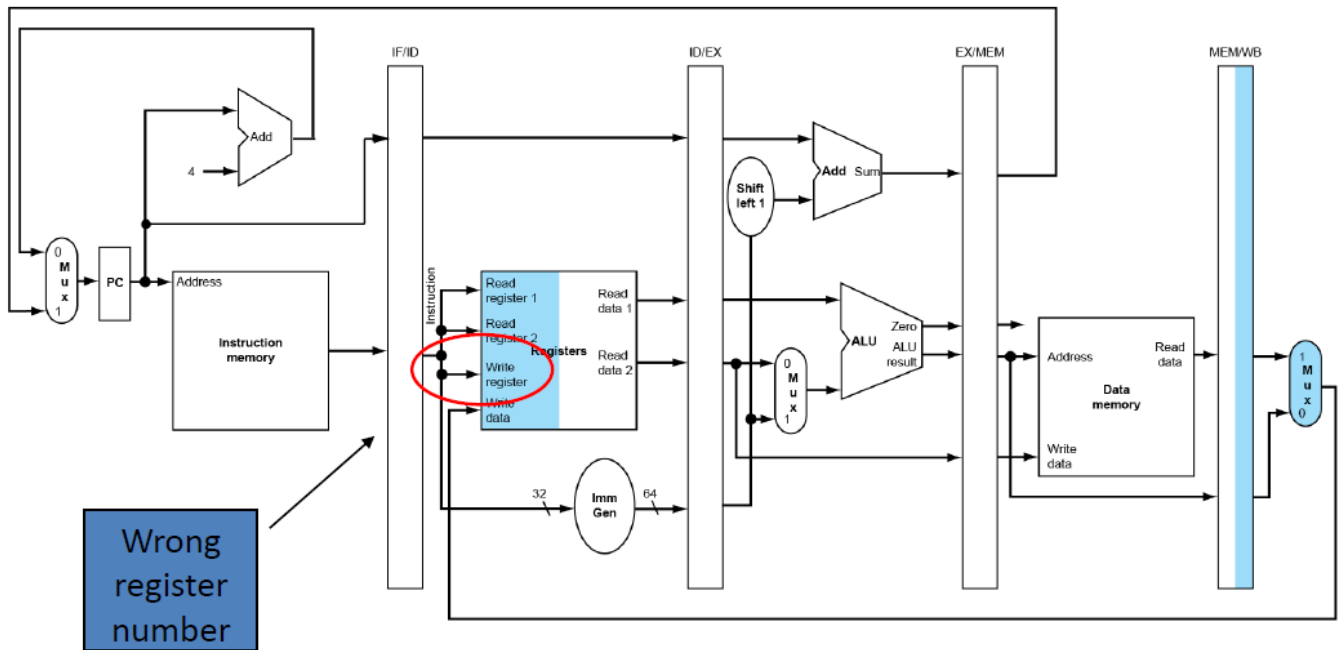 IF/ID
ID/EX
EX/MEM
MEM/WB
Add
4
Add Sum
Shift
left 1
0
M
u
x
1
PC
Address
Instruction
memory
Instruction
Read
register 1
Read
register 2
Write
register
Write
data
Registers
Read
data 1
Read
data 2
0
M
u
x
1
Zero
ALU
ALU
result
Address
Read
data
Data
memory
Write
data
1
M
u
x
0
32
Imm
Gen
64
Wrong
register
number